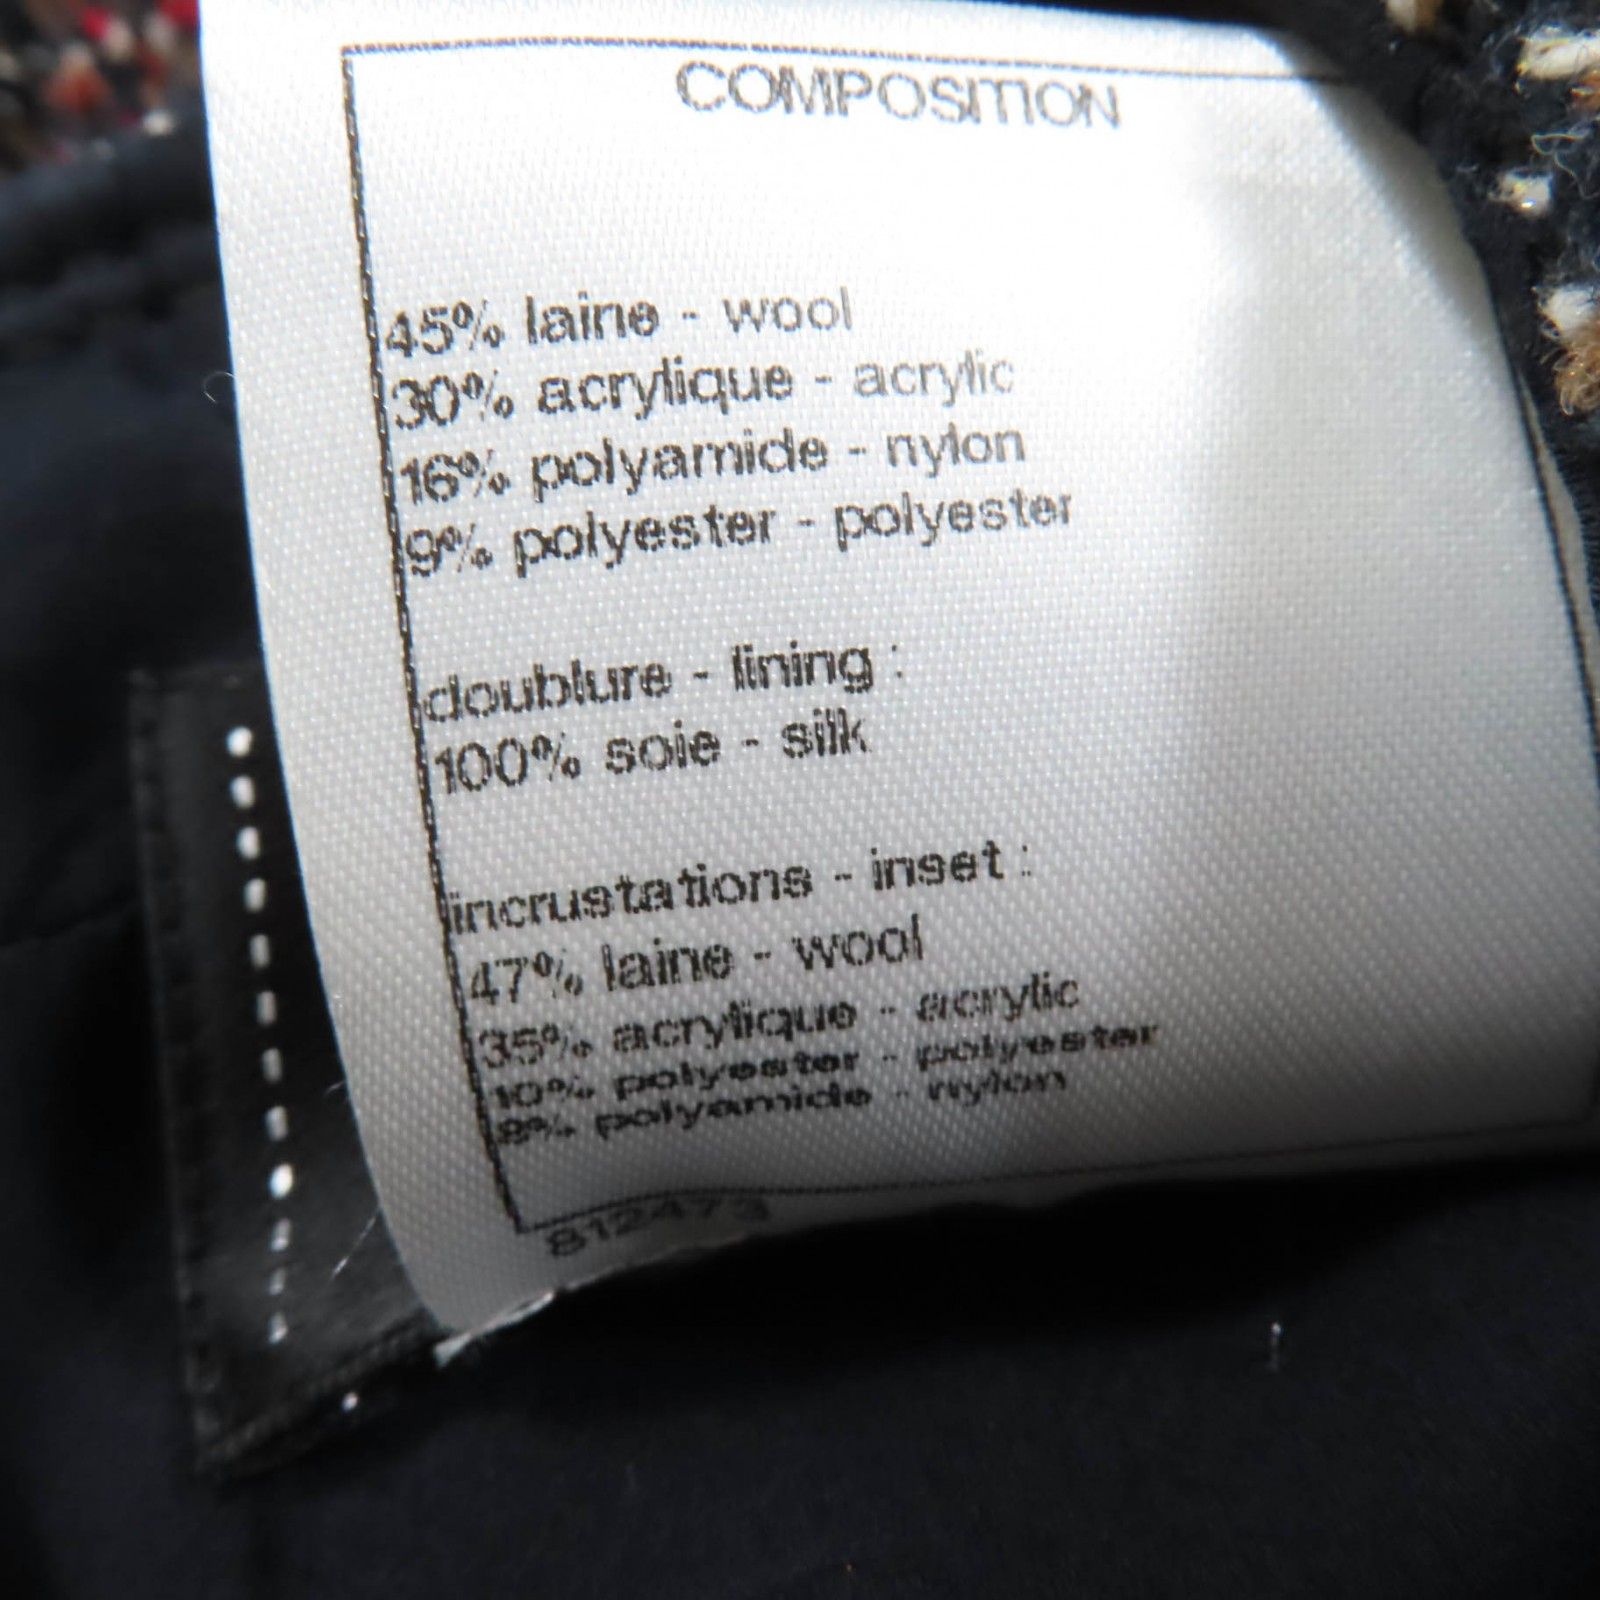 COMPOSITION
45% laine - wool
30% acrylique - acrylic
16% polyamide - nylon
9% polyester - polyester
doublure - lining :
100% soie - silk
incrustations - inset :
47% laine - wool
35% acrylique - acrylic
10% polyester - polyester
8% polyamide - nylon
812473